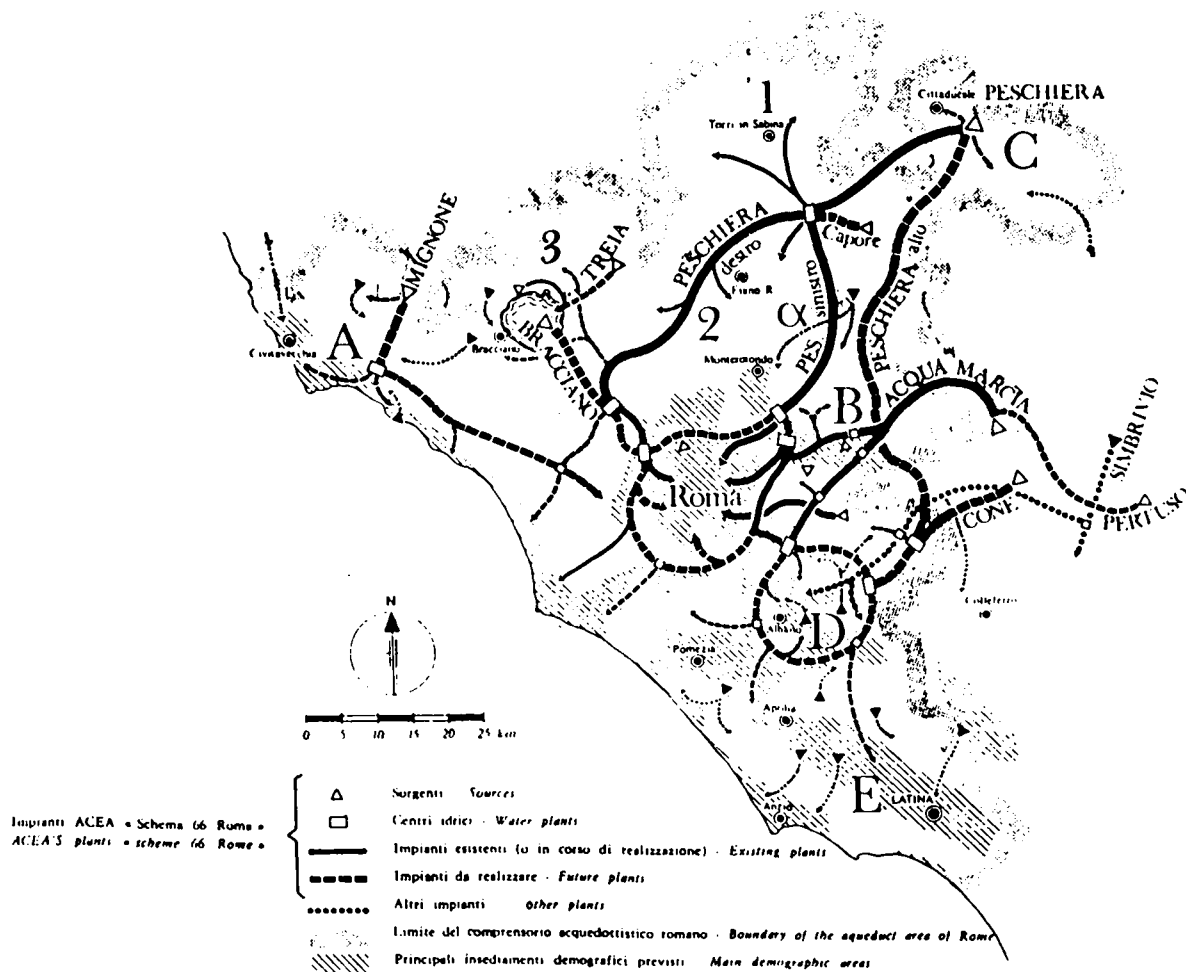 1
Cittaducale
PESCHIERA
Torri in Sabina
C
MIGNONE
PESCHIERA
destro
Capore
3
TREIA
Fiano R.
sinistro
PESCHIERA alto
2
α
A
Civitavecchia
Bracciano
BRACCIANO
Monterotondo
PES
B
ACQUA MARCIA
SIMBRIVIO
Roma
CONE
PERTUSO
Colleferro
D
Albano
Pomezia
N
Aprilia
0 5 10 15 20 25 km
E
LATINA
Anzio
Impianti ACEA « Schema 66 Roma »
ACEA'S plants « scheme 66 Rome »
Sorgenti Sources
Centri idrici - Water plants
Impianti esistenti (o in corso di realizzazione) - Existing plants
Impianti da realizzare - Future plants
Altri impianti other plants
Limite del comprensorio acquedottistico romano - Boundary of the aqueduct area of Rome
Principali insediamenti demografici previsti Main demographic areas